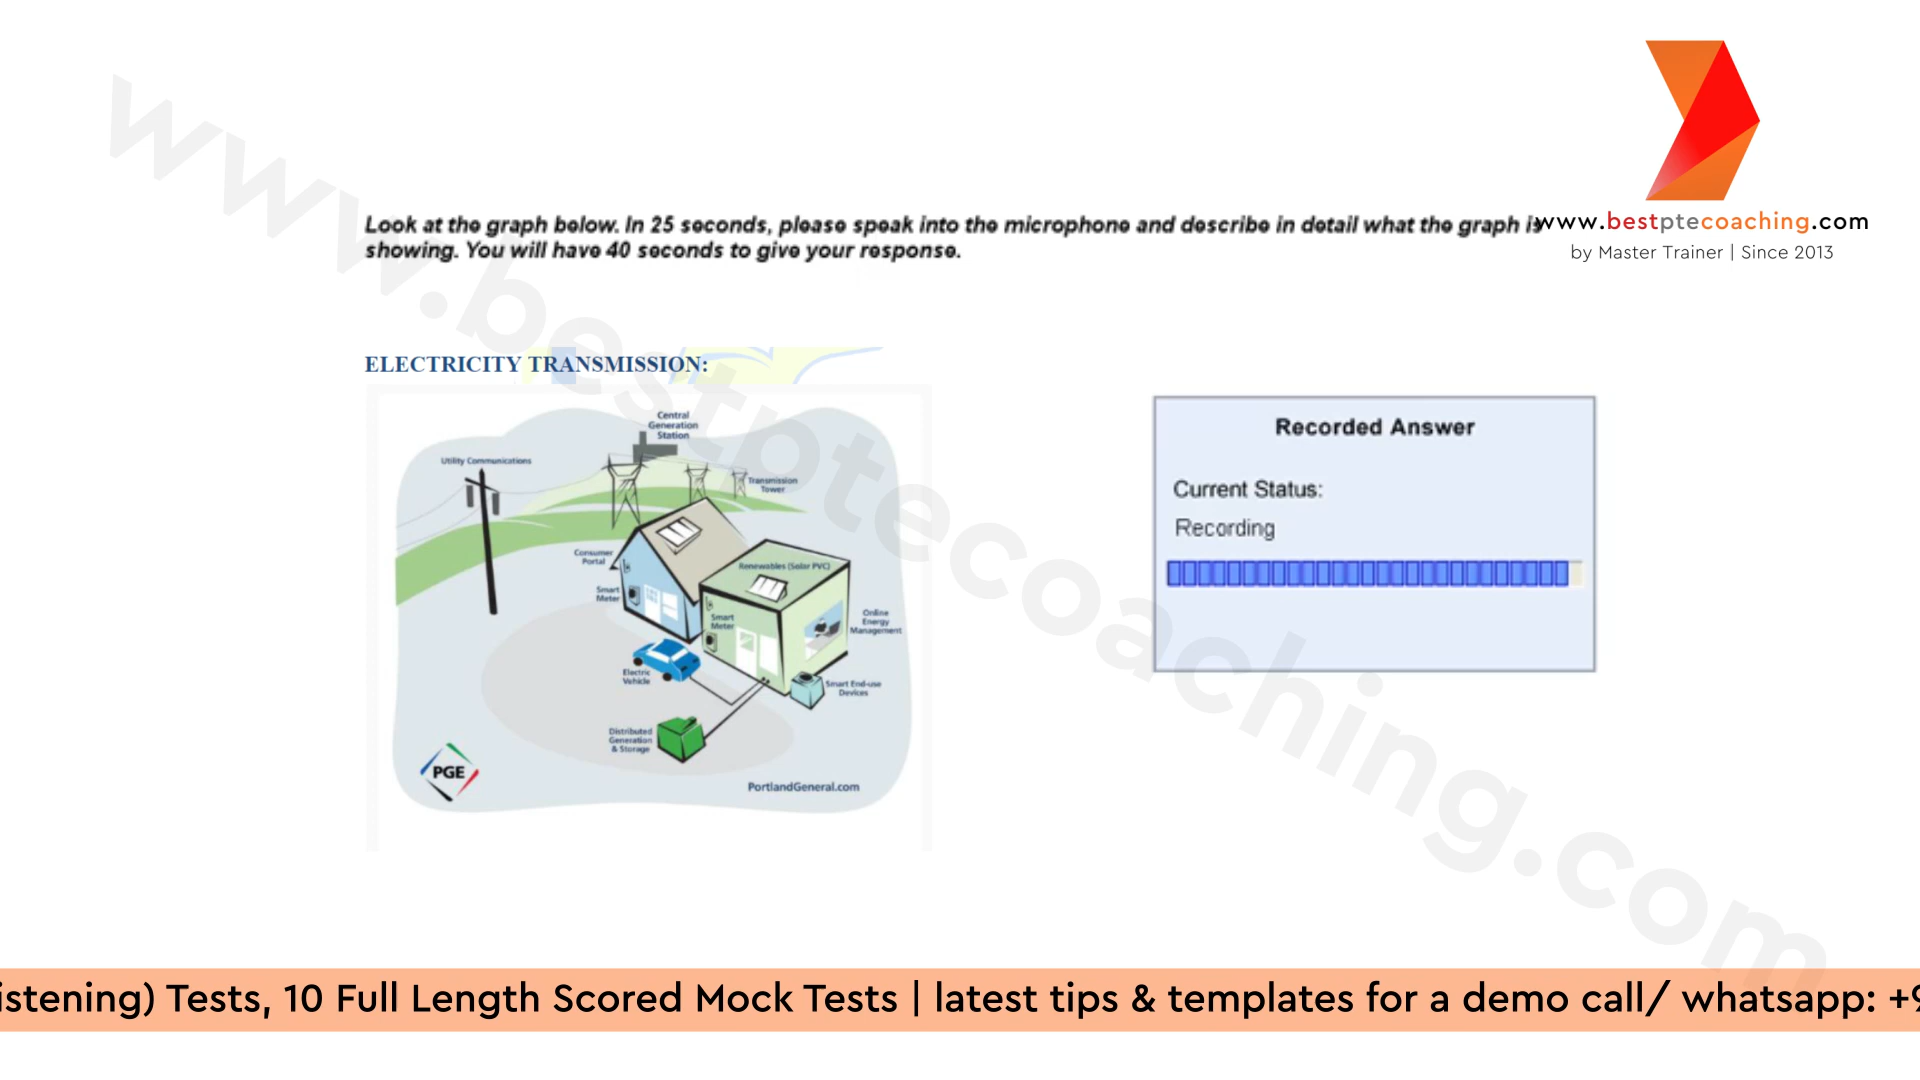 www.bestptecoaching.com
Look at the graph below. In 25 seconds, please speak into the microphone and describe in detail what the graph is
showing. You will have 40 seconds to give your response.
www.bestptecoaching.com
by Master Trainer | Since 2013
ELECTRICITY TRANSMISSION:
Central
Generation
Station
Utility Communications
Transmission
Tower
Consumer
Portal
Renewables (Solar PVC)
Smart
Meter
Smart
Meter
Online
Energy
Management
Electric
Vehicle
Smart End-use
Devices
Distributed
Generation
& Storage
PGE
PortlandGeneral.com
Recorded Answer
Current Status:
Recording
istening) Tests, 10 Full Length Scored Mock Tests | latest tips & templates for a demo call/ whatsapp: +9